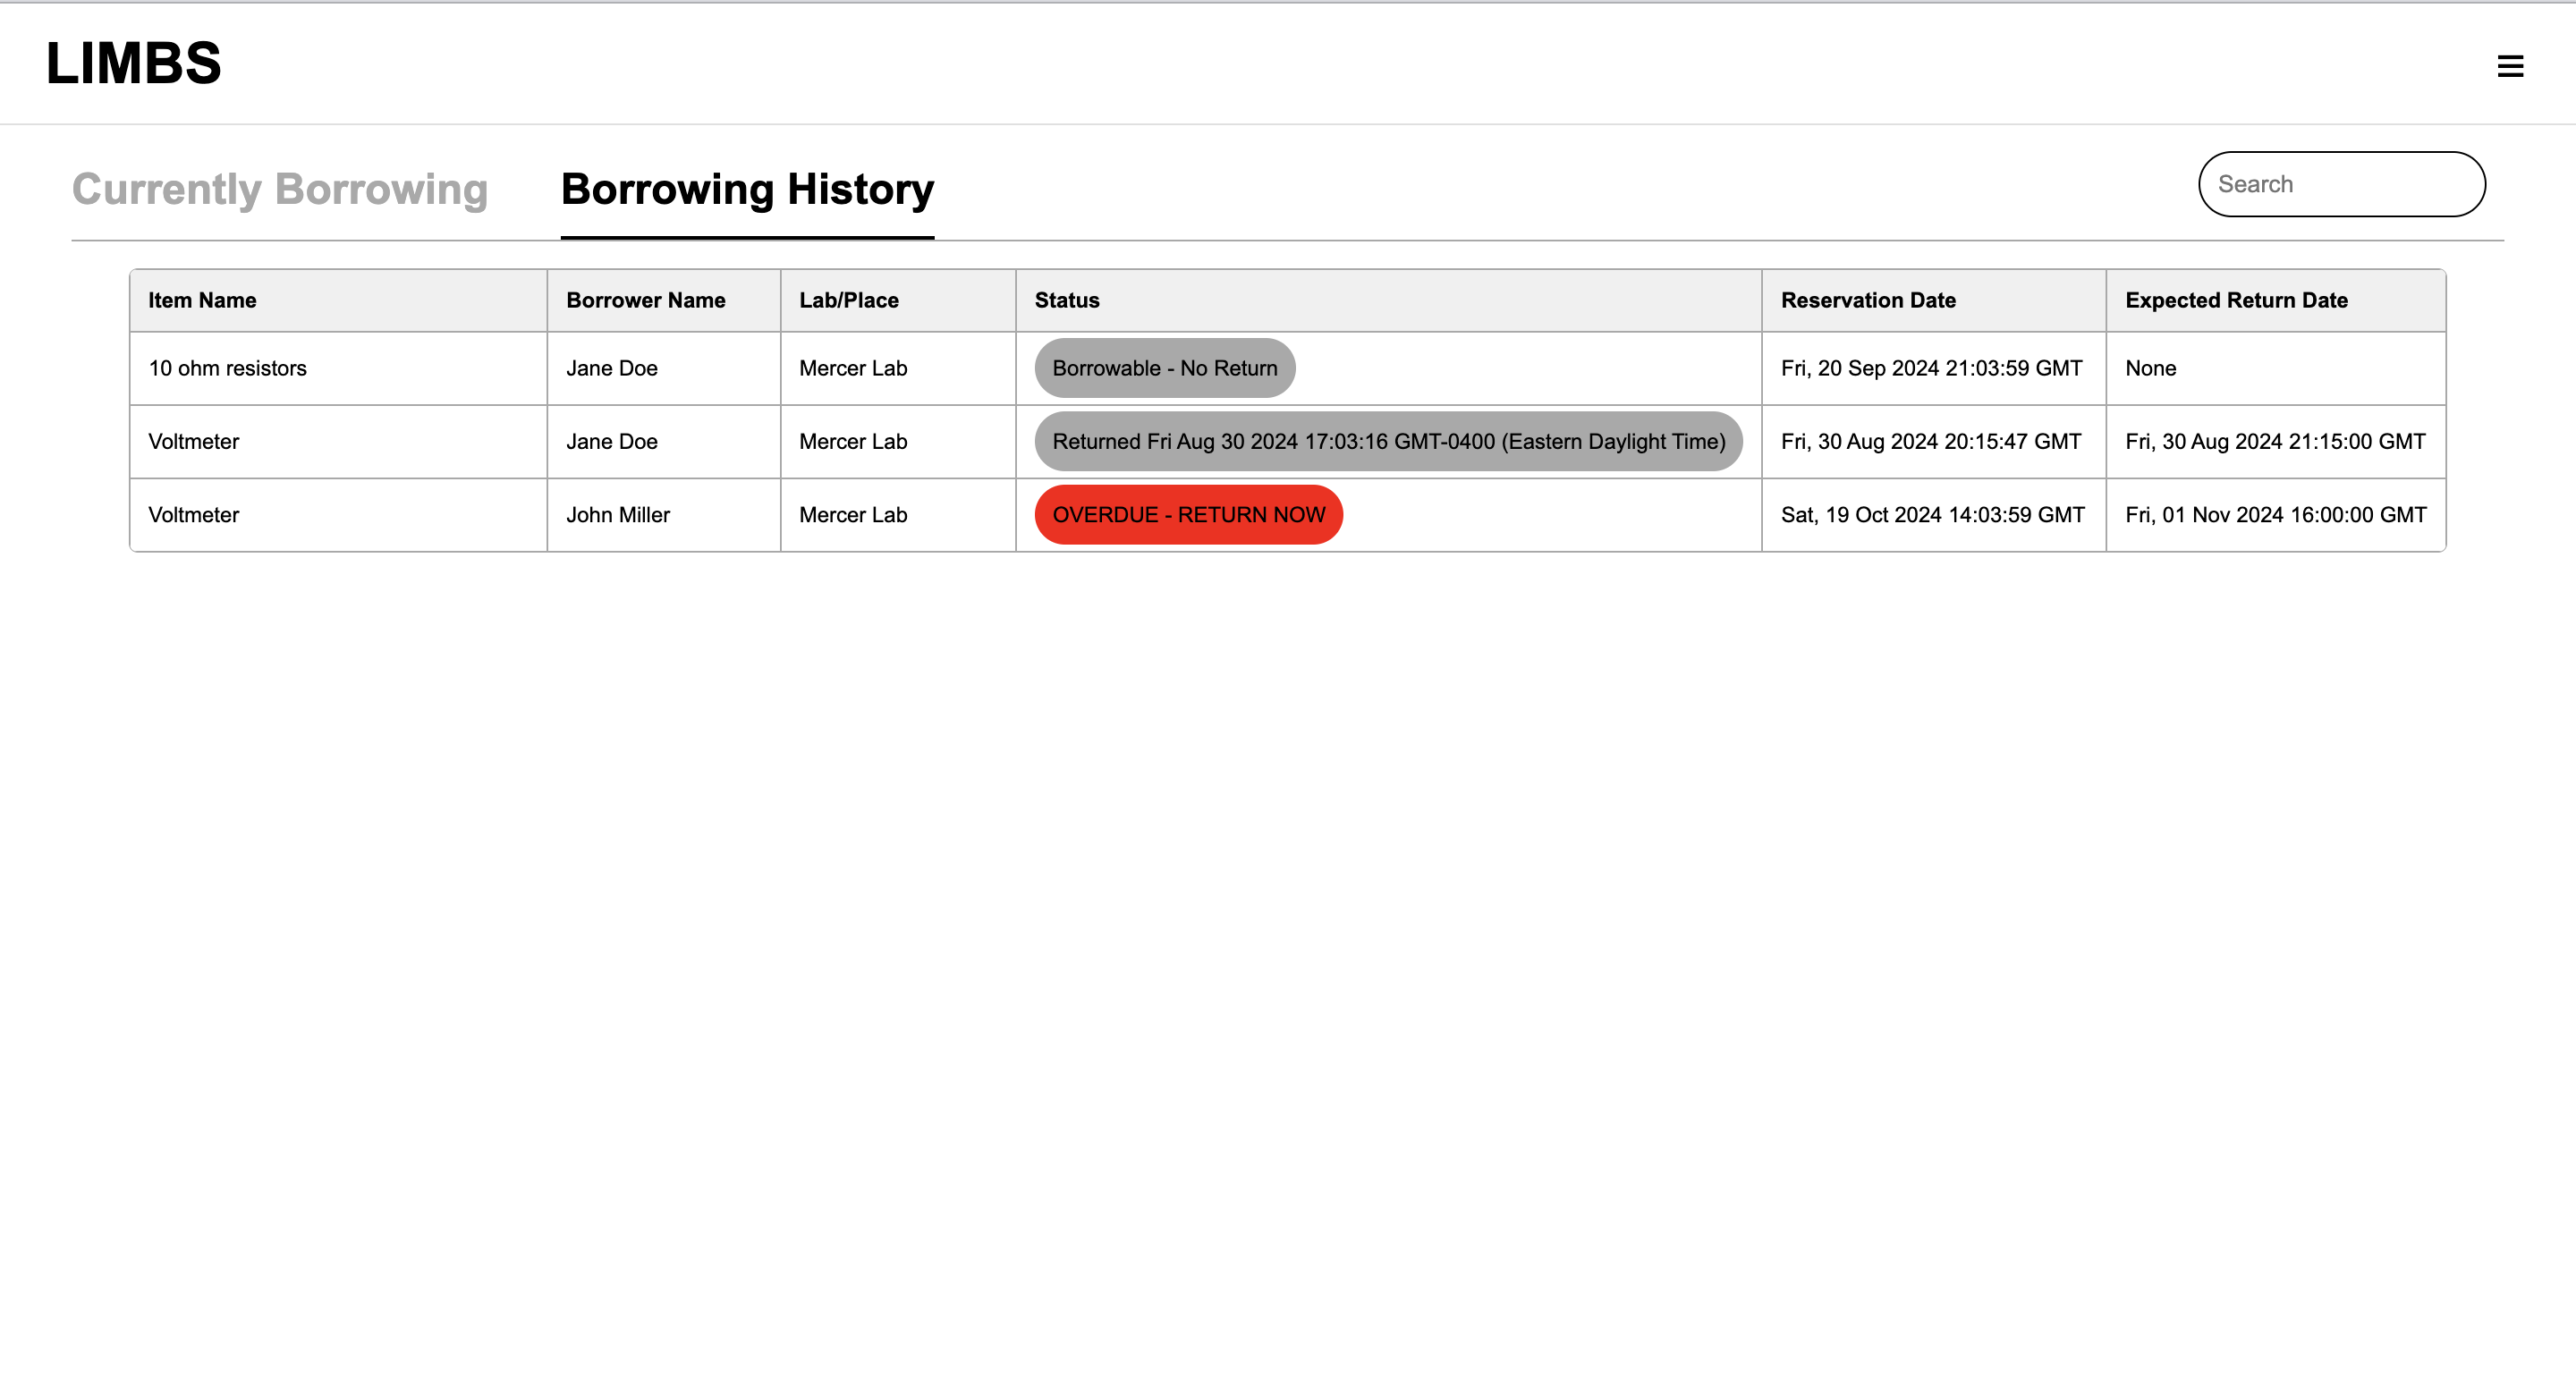 LIMBS
Currently Borrowing Borrowing History Search
Item Name Borrower Name Lab/Place Status Reservation Date Expected Return Date
10 ohm resistors Jane Doe Mercer Lab Borrowable - No Return Fri, 20 Sep 2024 21:03:59 GMT None
Voltmeter Jane Doe Mercer Lab Returned Fri Aug 30 2024 17:03:16 GMT-0400 (Eastern Daylight Time) Fri, 30 Aug 2024 20:15:47 GMT Fri, 30 Aug 2024 21:15:00 GMT
Voltmeter John Miller Mercer Lab OVERDUE - RETURN NOW Sat, 19 Oct 2024 14:03:59 GMT Fri, 01 Nov 2024 16:00:00 GMT